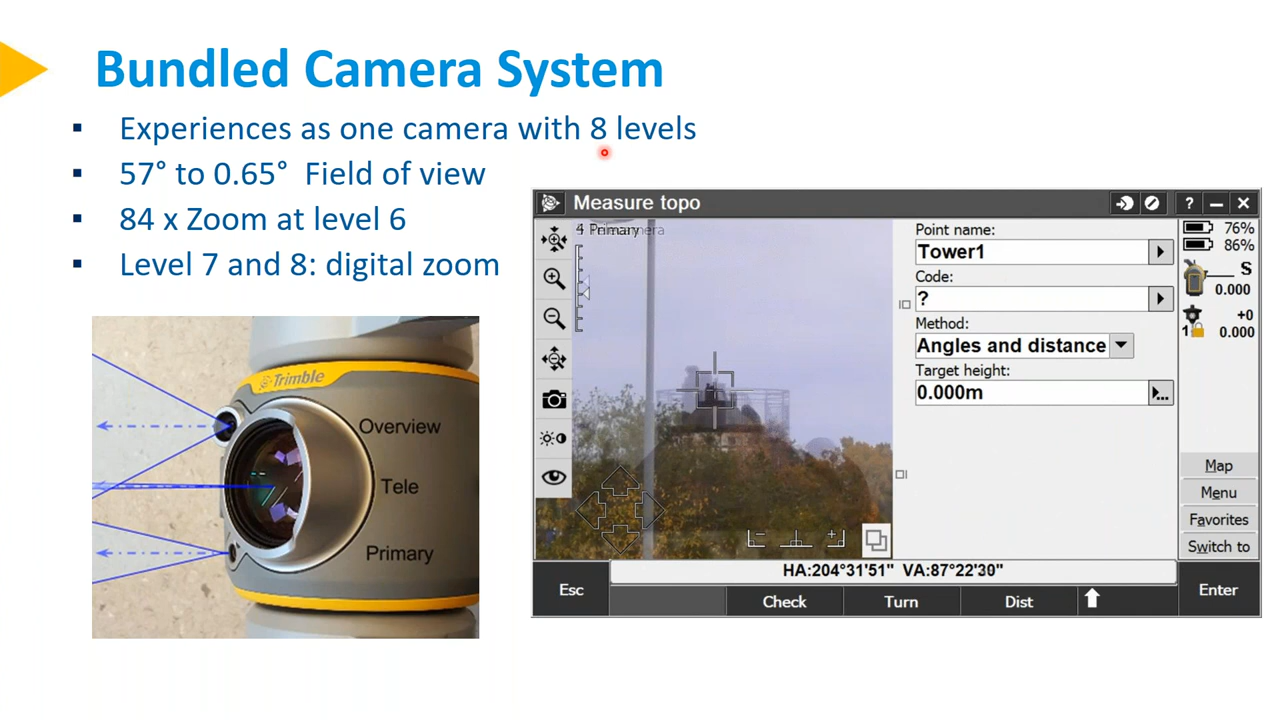 Bundled Camera System
▪ Experiences as one camera with 8 levels
▪ 57° to 0.65° Field of view
▪ 84 x Zoom at level 6
▪ Level 7 and 8: digital zoom
Trimble
Overview
Tele
Primary
Measure topo
? – X
4 Primary
Point name:
Tower1
Code:
?
Method:
Angles and distance
Target height:
0.000m
76%
86%
S
0.000
+0
1 0.000
Map
Menu
Favorites
Switch to
HA:204°31'51" VA:87°22'39"
Esc
Check
Turn
Dist
Enter